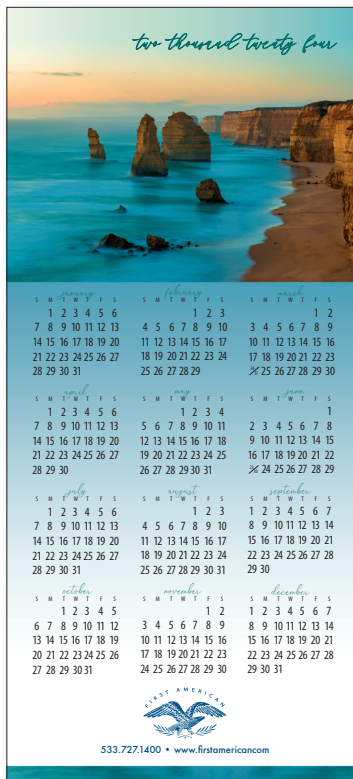 two thousand twenty four
january
S M T W T F S
1 2 3 4 5 6
7 8 9 10 11 12 13
14 15 16 17 18 19 20
21 22 23 24 25 26 27
28 29 30 31
february
S M T W T F S
1 2 3
4 5 6 7 8 9 10
11 12 13 14 15 16 17
18 19 20 21 22 23 24
25 26 27 28 29
march
S M T W T F S
1 2
3 4 5 6 7 8 9
10 11 12 13 14 15 16
17 18 19 20 21 22 23
24/31 25 26 27 28 29 30
april
S M T W T F S
1 2 3 4 5 6
7 8 9 10 11 12 13
14 15 16 17 18 19 20
21 22 23 24 25 26 27
28 29 30
may
S M T W T F S
1 2 3 4
5 6 7 8 9 10 11
12 13 14 15 16 17 18
19 20 21 22 23 24 25
26 27 28 29 30 31
june
S M T W T F S
1
2 3 4 5 6 7 8
9 10 11 12 13 14 15
16 17 18 19 20 21 22
23/30 24 25 26 27 28 29
july
S M T W T F S
1 2 3 4 5 6
7 8 9 10 11 12 13
14 15 16 17 18 19 20
21 22 23 24 25 26 27
28 29 30 31
august
S M T W T F S
1 2 3
4 5 6 7 8 9 10
11 12 13 14 15 16 17
18 19 20 21 22 23 24
25 26 27 28 29 30 31
september
S M T W T F S
1 2 3 4 5 6 7
8 9 10 11 12 13 14
15 16 17 18 19 20 21
22 23 24 25 26 27 28
29 30
october
S M T W T F S
1 2 3 4 5
6 7 8 9 10 11 12
13 14 15 16 17 18 19
20 21 22 23 24 25 26
27 28 29 30 31
november
S M T W T F S
1 2
3 4 5 6 7 8 9
10 11 12 13 14 15 16
17 18 19 20 21 22 23
24 25 26 27 28 29 30
december
S M T W T F S
1 2 3 4 5 6 7
8 9 10 11 12 13 14
15 16 17 18 19 20 21
22 23 24 25 26 27 28
29 30 31
FIRST AMERICAN
533.727.1400 • www.firstamericancom